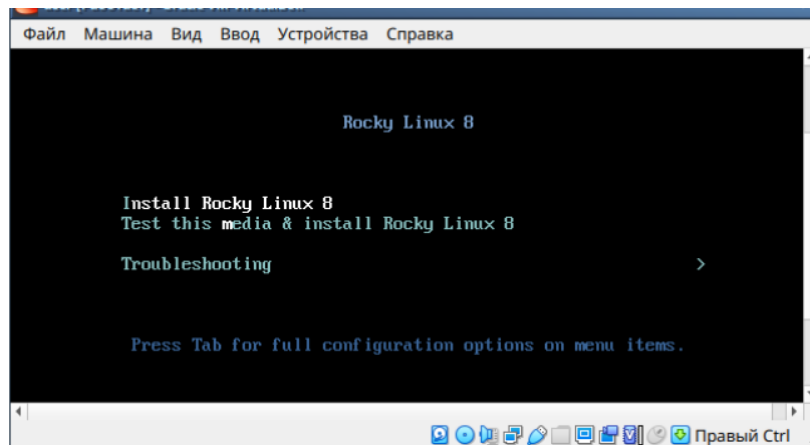 Файл Машина Вид Ввод Устройства Справка
Rocky Linux 8
Install Rocky Linux 8
Test this media & install Rocky Linux 8
Troubleshooting >
Press Tab for full configuration options on menu items.
Правый Ctrl